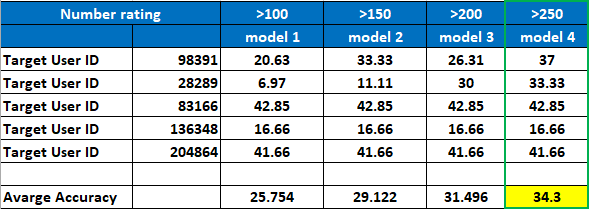 Number rating >100 >150 >200 >250
model 1 model 2 model 3 model 4
Target User ID 98391 20.63 33.33 26.31 37
Target User ID 28289 6.97 11.11 30 33.33
Target User ID 83166 42.85 42.85 42.85 42.85
Target User ID 136348 16.66 16.66 16.66 16.66
Target User ID 204864 41.66 41.66 41.66 41.66
Avarge Accuracy 25.754 29.122 31.496 34.3